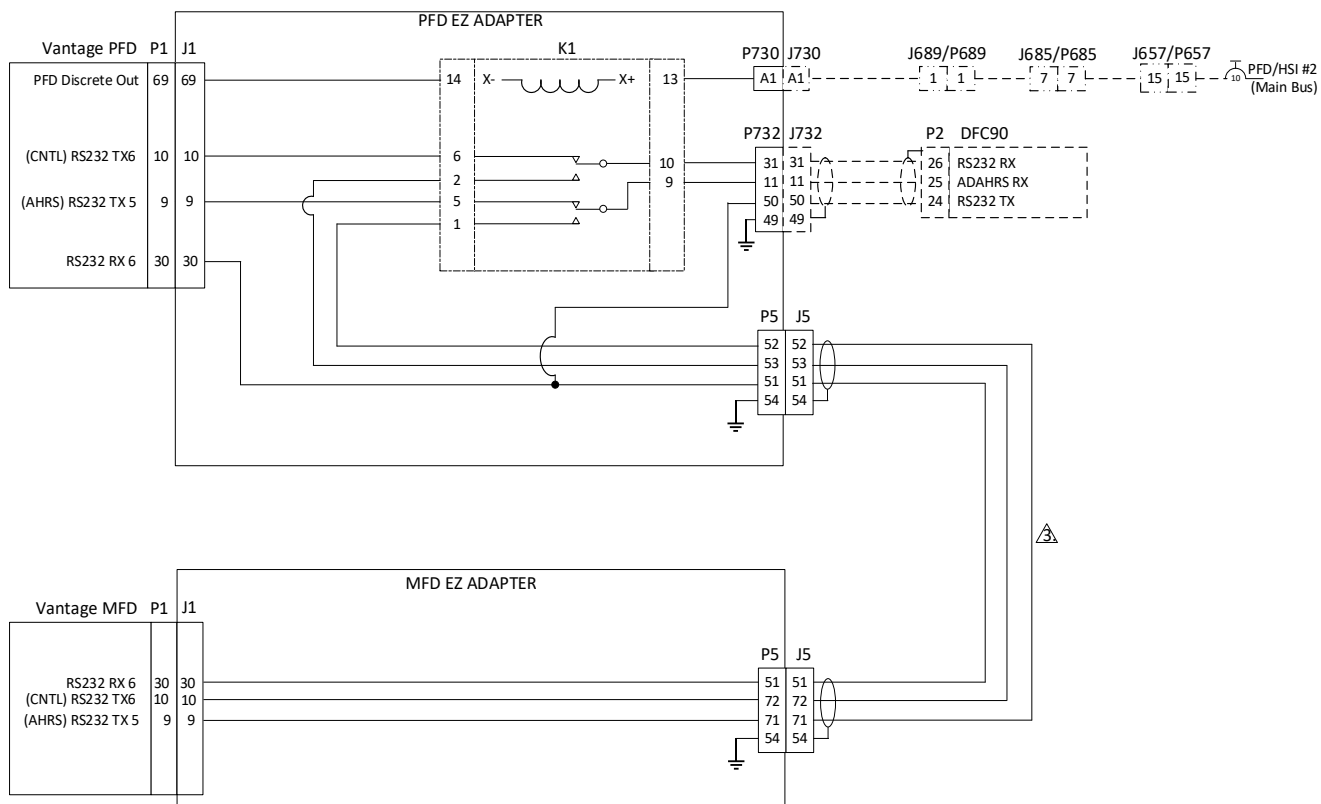 PFD EZ ADAPTER
Vantage PFD P1 J1
K1
P730 J730
J689/P689
J685/P685
J657/P657
PFD Discrete Out 69 69
14 X- X+ 13
A1 A1
1 1
7 7
15 15
10
PFD/HSI #2
(Main Bus)
P732 J732
P2 DFC90
(CNTL) RS232 TX6 10 10
6
10
31 31
26 RS232 RX
2
9
11 11
25 ADAHRS RX
(AHRS) RS232 TX 5 9 9
5
50 50
24 RS232 TX
1
49 49
RS232 RX 6 30 30
P5 J5
52 52
53 53
51 51
54 54
3.
MFD EZ ADAPTER
Vantage MFD P1 J1
P5 J5
RS232 RX 6 30 30
51 51
(CNTL) RS232 TX6 10 10
72 72
(AHRS) RS232 TX 5 9 9
71 71
54 54